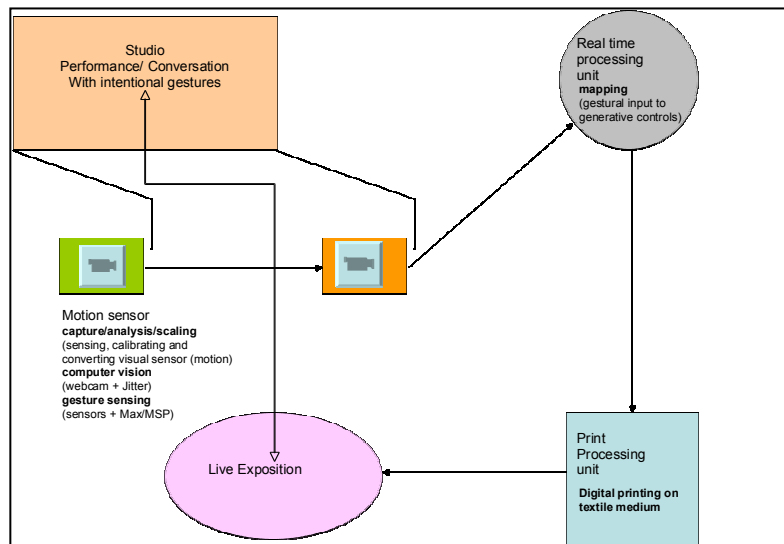 Studio
Performance/ Conversation
With intentional gestures
Real time
processing
unit
mapping
(gestural input to
generative controls)
Motion sensor
capture/analysis/scaling
(sensing, calibrating and
converting visual sensor (motion)
computer vision
(webcam + Jitter)
gesture sensing
(sensors + Max/MSP)
Live Exposition
Print
Processing
unit
Digital printing on
textile medium